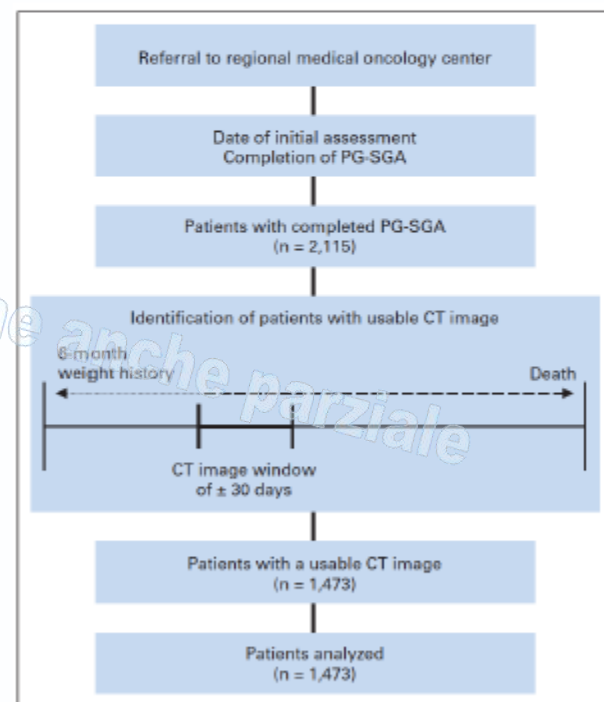 Referral to regional medical oncology center
Date of initial assessment
Completion of PG-SGA
Patients with completed PG-SGA
(n = 2,115)
Identification of patients with usable CT image
6-month
weight history
Death
CT image window
of ± 30 days
Patients with a usable CT image
(n = 1,473)
Patients analyzed
(n = 1,473)
anche parziale